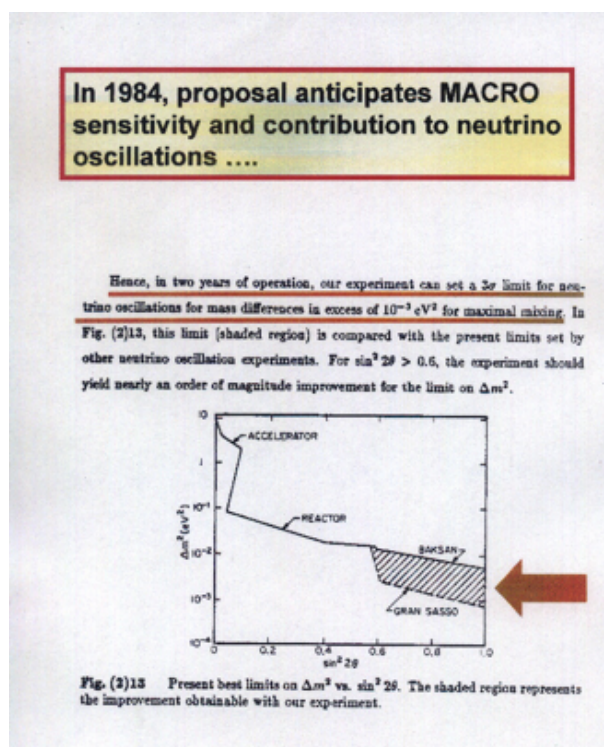 In 1984, proposal anticipates MACRO
sensitivity and contribution to neutrino
oscillations ....
Hence, in two years of operation, our experiment can set a 3σ limit for neu-
trino oscillations for mass differences in excess of 10⁻³ eV² for maximal mixing. In
Fig. (2)13, this limit (shaded region) is compared with the present limits set by
other neutrino oscillation experiments. For sin² 2θ > 0.6, the experiment should
yield nearly an order of magnitude improvement for the limit on Δm².
10
ACCELERATOR
1
Δm² (eV²)
10⁻¹
REACTOR
BAKSAN
10⁻²
10⁻³
GRAN SASSO
10⁻⁴
0 0.2 0.4 0.6 0.8 1.0
sin² 2θ
Fig. (2)13 Present best limits on Δm² vs. sin² 2θ. The shaded region represents
the improvement obtainable with our experiment.